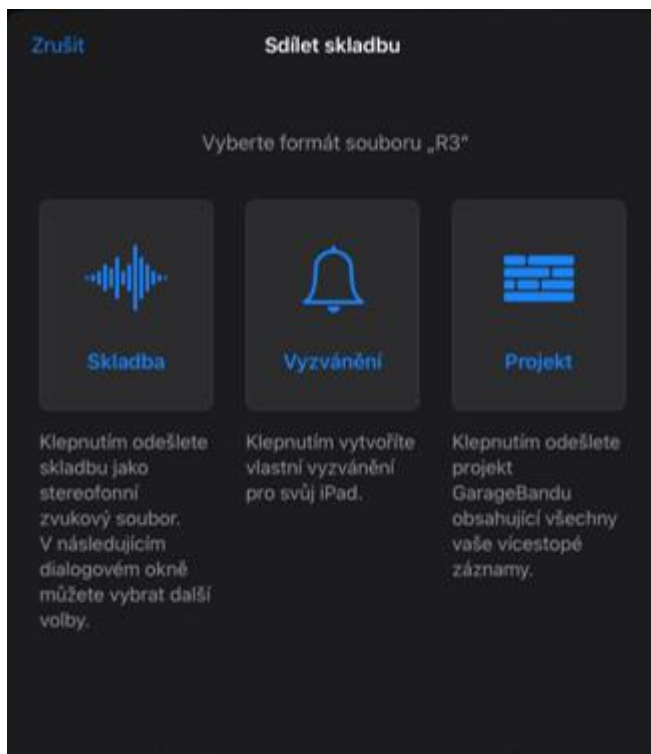 Zrušit
Sdílet skladbu
Vyberte formát souboru „R3“
Skladba
Klepnutím odešlete
skladbu jako
stereofonní
zvukový soubor.
V následujícím
dialogovém okně
můžete vybrat další
volby.
Vyzvánění
Klepnutím vytvoříte
vlastní vyzvánění
pro svůj iPad.
Projekt
Klepnutím odešlete
projekt
GarageBandu
obsahující všechny
vaše vícestopé
záznamy.